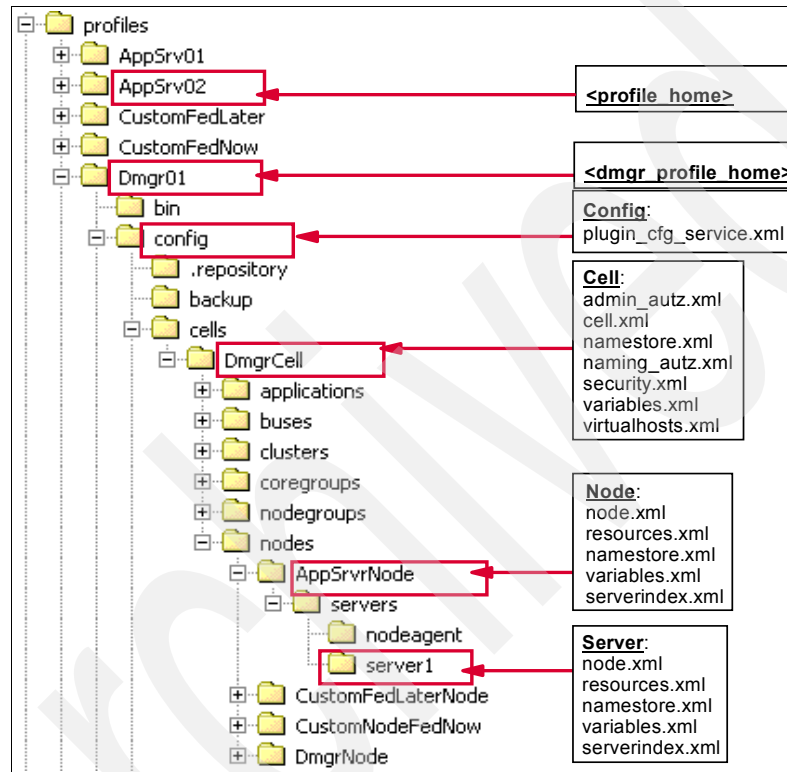 profiles
AppSrv01
AppSrv02
<profile_home>
CustomFedLater
CustomFedNow
Dmgr01
<dmgr_profile_home>
bin
config
Config:
plugin_cfg_service.xml
.repository
backup
cells
DmgrCell
Cell:
admin_autz.xml
cell.xml
namestore.xml
naming_autz.xml
security.xml
variables.xml
virtualhosts.xml
applications
buses
clusters
coregroups
nodegroups
nodes
AppSrvrNode
Node:
node.xml
resources.xml
namestore.xml
variables.xml
serverindex.xml
servers
nodeagent
server1
Server:
node.xml
resources.xml
namestore.xml
variables.xml
serverindex.xml
CustomFedLaterNode
CustomNodeFedNow
DmgrNode